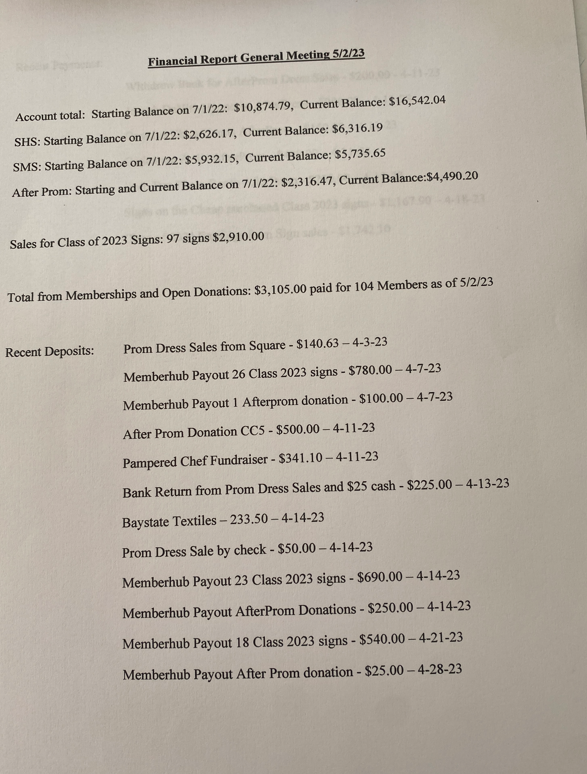 Financial Report General Meeting 5/2/23
Account total: Starting Balance on 7/1/22: $10,874.79, Current Balance: $16,542.04
SHS: Starting Balance on 7/1/22: $2,626.17, Current Balance: $6,316.19
SMS: Starting Balance on 7/1/22: $5,932.15, Current Balance: $5,735.65
After Prom: Starting and Current Balance on 7/1/22: $2,316.47, Current Balance:$4,490.20
Sales for Class of 2023 Signs: 97 signs $2,910.00
Total from Memberships and Open Donations: $3,105.00 paid for 104 Members as of 5/2/23
Recent Deposits: Prom Dress Sales from Square - $140.63 – 4-3-23
Memberhub Payout 26 Class 2023 signs - $780.00 – 4-7-23
Memberhub Payout 1 Afterprom donation - $100.00 – 4-7-23
After Prom Donation CC5 - $500.00 – 4-11-23
Pampered Chef Fundraiser - $341.10 – 4-11-23
Bank Return from Prom Dress Sales and $25 cash - $225.00 – 4-13-23
Baystate Textiles – 233.50 – 4-14-23
Prom Dress Sale by check - $50.00 – 4-14-23
Memberhub Payout 23 Class 2023 signs - $690.00 – 4-14-23
Memberhub Payout AfterProm Donations - $250.00 – 4-14-23
Memberhub Payout 18 Class 2023 signs - $540.00 – 4-21-23
Memberhub Payout After Prom donation - $25.00 – 4-28-23